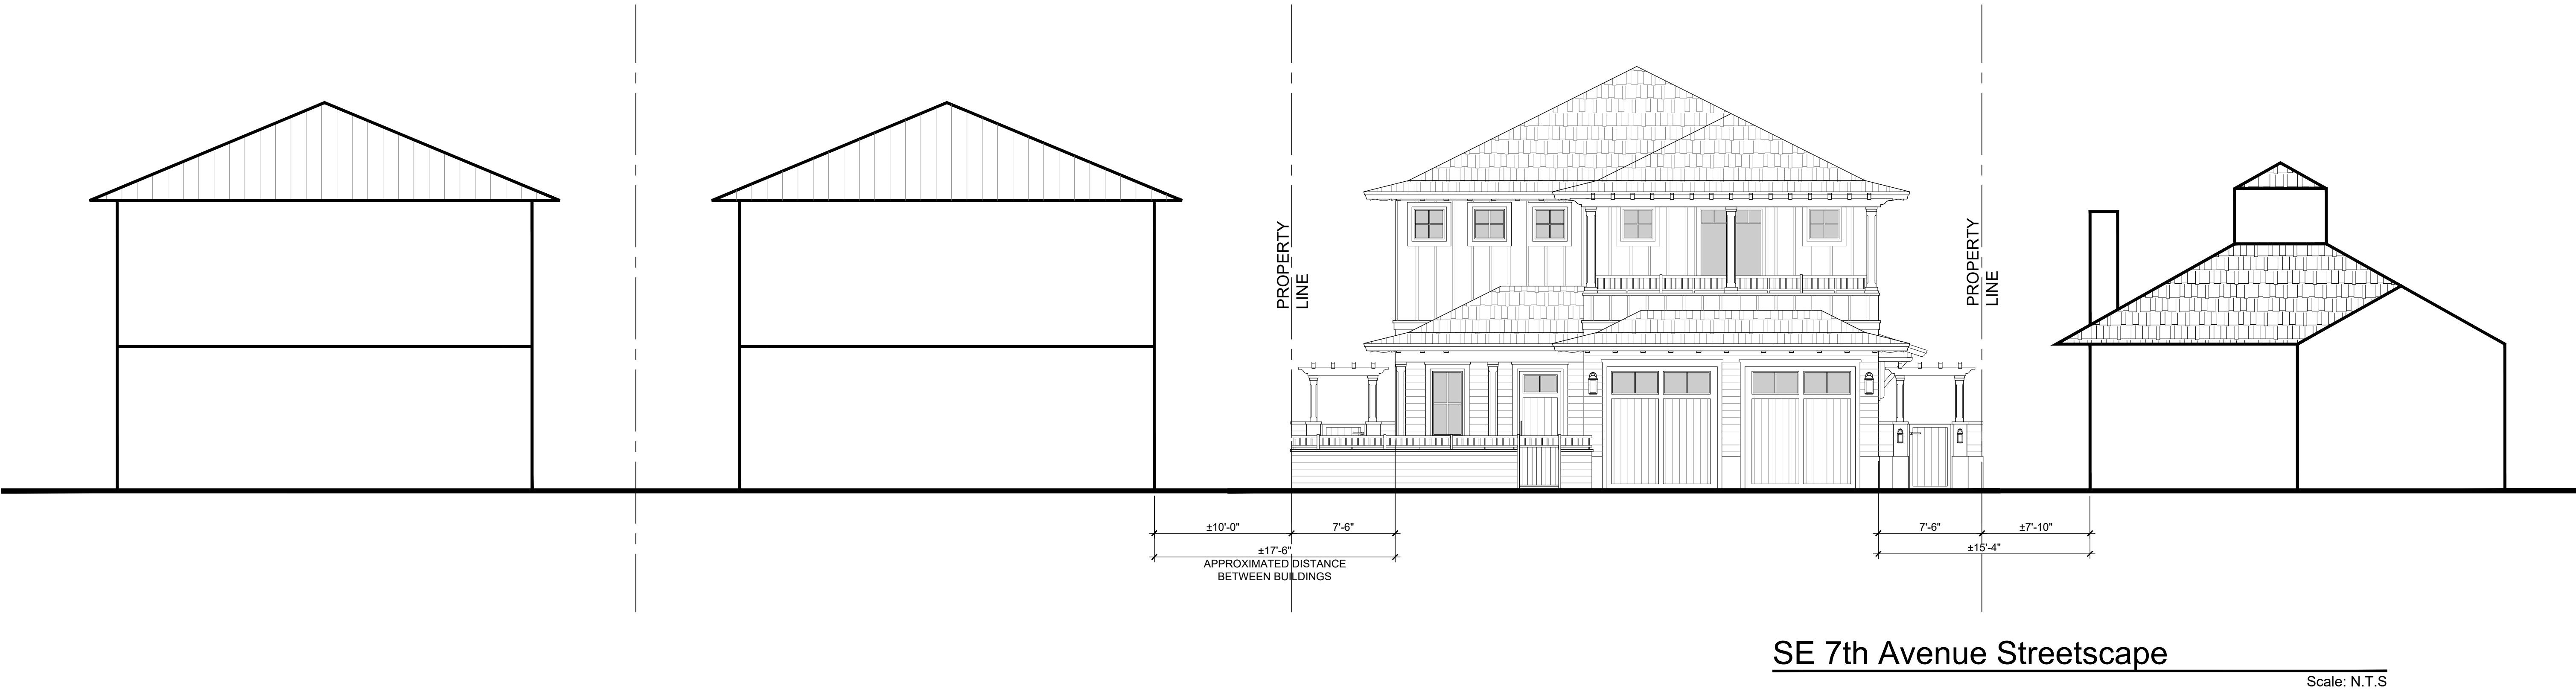 PROPERTY
LINE
PROPERTY
LINE
±10'-0"
7'-6"
±17'-6"
APPROXIMATED DISTANCE
BETWEEN BUILDINGS
7'-6"
±7'-10"
±15'-4"
SE 7th Avenue Streetscape
Scale: N.T.S